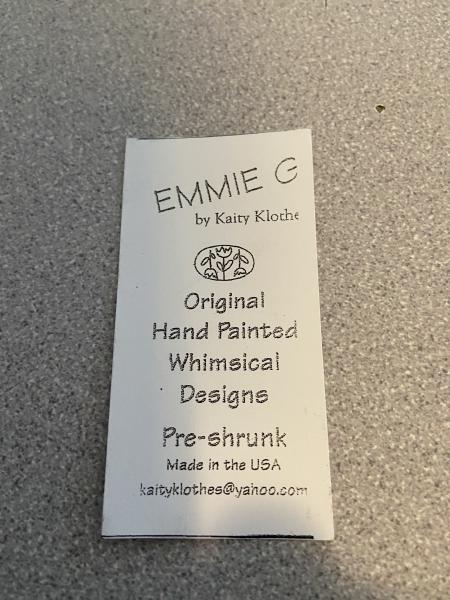 EMMIE G
by Kaity Klothe
Original
Hand Painted
Whimsical
Designs
Pre-shrunk
Made in the USA
kaityklothes@yahoo.com